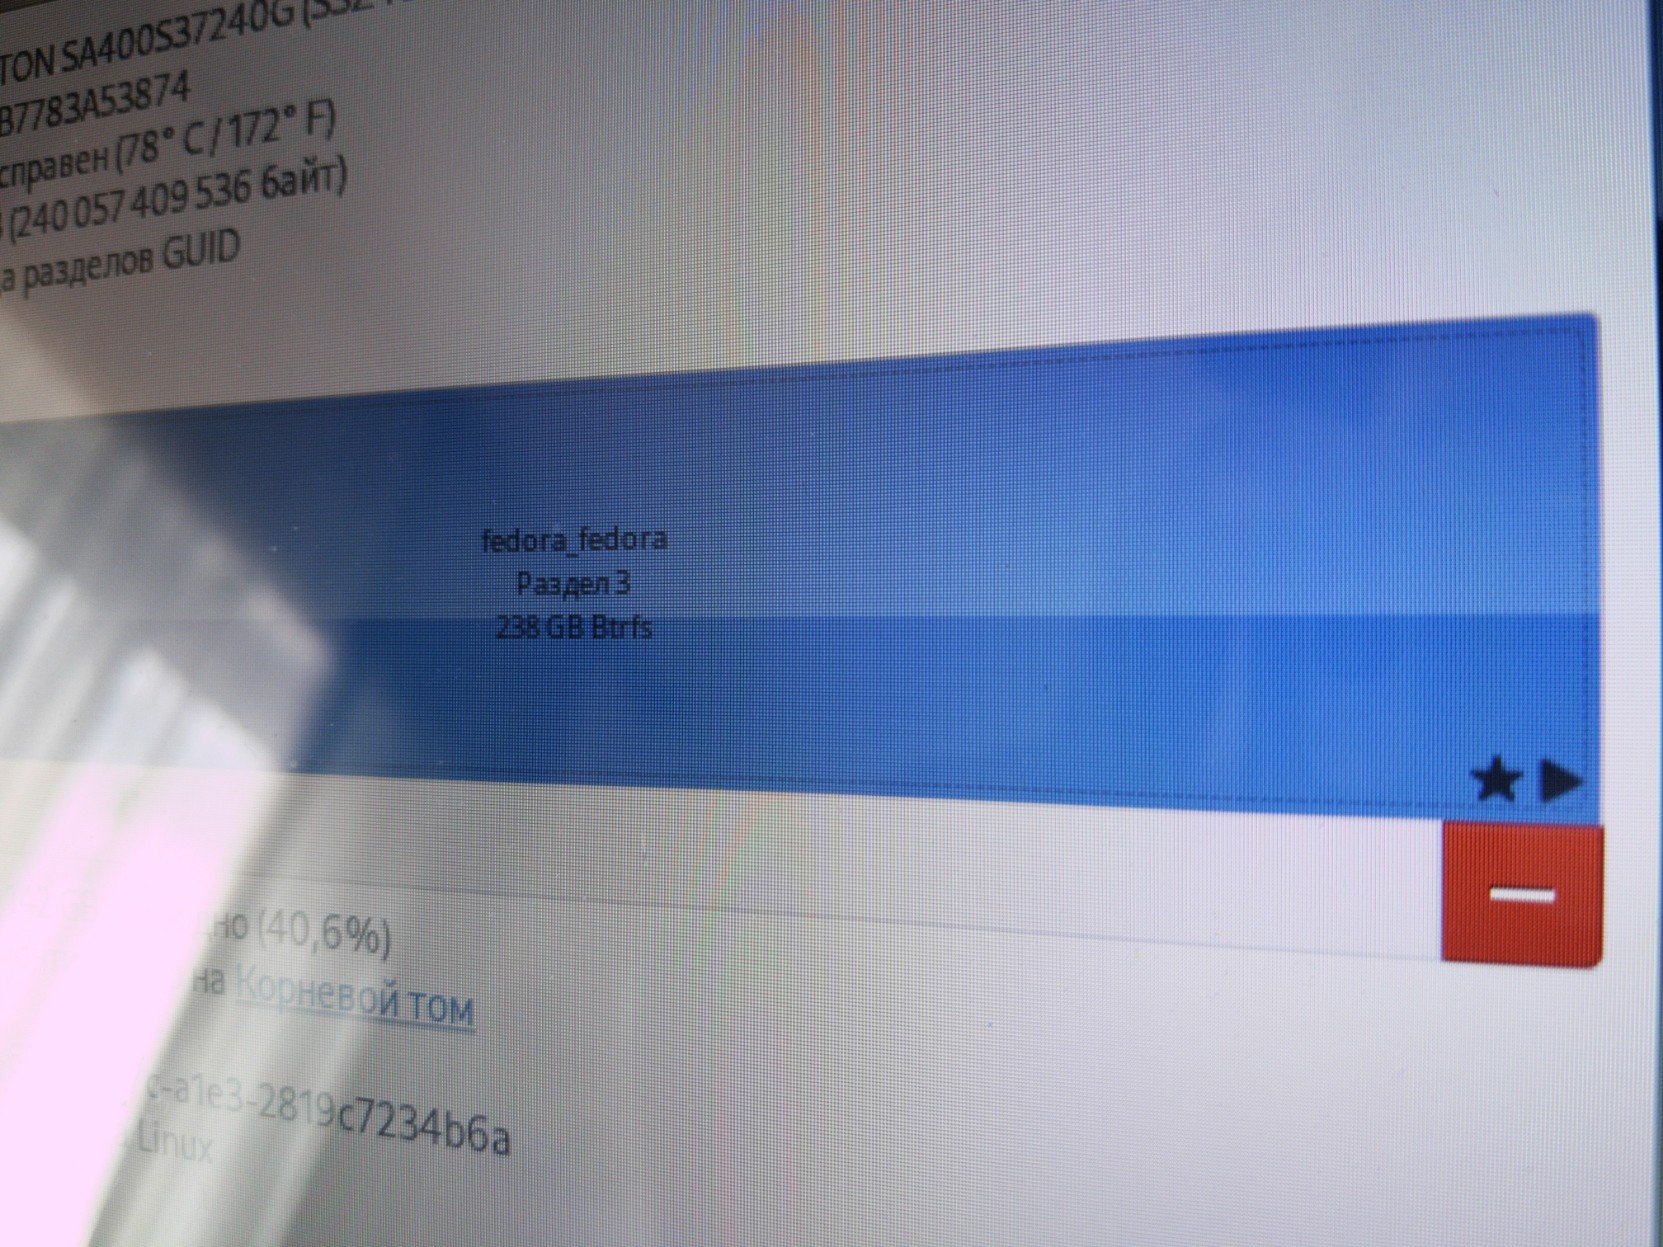 TON SA400S37240G
B7783A53874
справен (78° C / 172° F)
(240 057 409 536 байт)
а разделов GUID
fedora_fedora
Раздел 3
238 GB Btrfs
но (40,6%)
на Корневой том
c-a1e3-2819c7234b6a
Linux